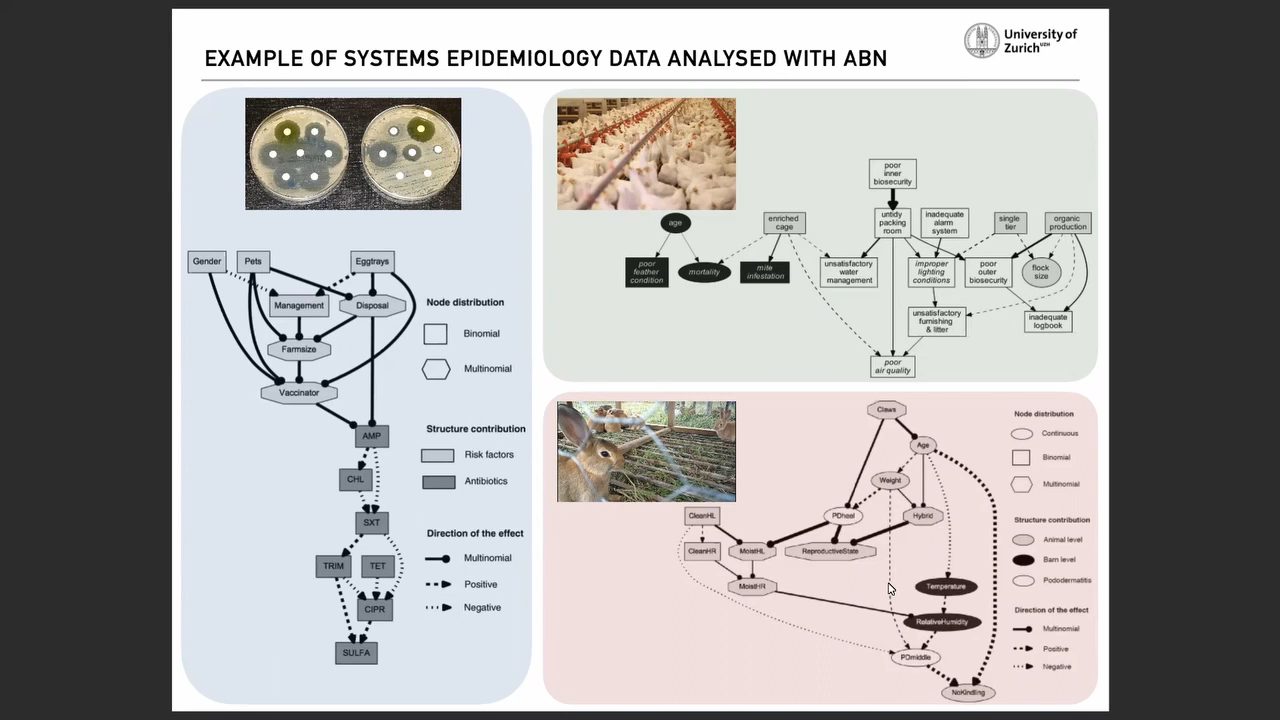 EXAMPLE OF SYSTEMS EPIDEMIOLOGY DATA ANALYSED WITH ABN
University of
Zurich UZH
Gender
Pets
Eggtrays
Management
Disposal
Farmsize
Vaccinator
AMP
CHL
SXT
TRIM
TET
CIPR
SULFA
Node distribution
Binomial
Multinomial
Structure contribution
Risk factors
Antibiotics
Direction of the effect
Multinomial
Positive
Negative
poor
inner
biosecurity
age
enriched
cage
untidy
packing
room
inadequate
alarm
system
single
tier
organic
production
poor
feather
condition
mortality
mite
infestation
unsatisfactory
water
management
improper
lighting
conditions
poor
outer
biosecurity
flock
size
unsatisfactory
furnishing
& litter
inadequate
logbook
poor
air quality
Claws
Age
Weight
CleanHL
PDheel
Hybrid
CleanHR
MoistHL
ReproductiveState
MoistHR
Temperature
RelativeHumidity
PDmiddle
NoKindling
Node distribution
Continuous
Binomial
Multinomial
Structure contribution
Animal level
Barn level
Pododermatitis
Direction of the effect
Multinomial
Positive
Negative